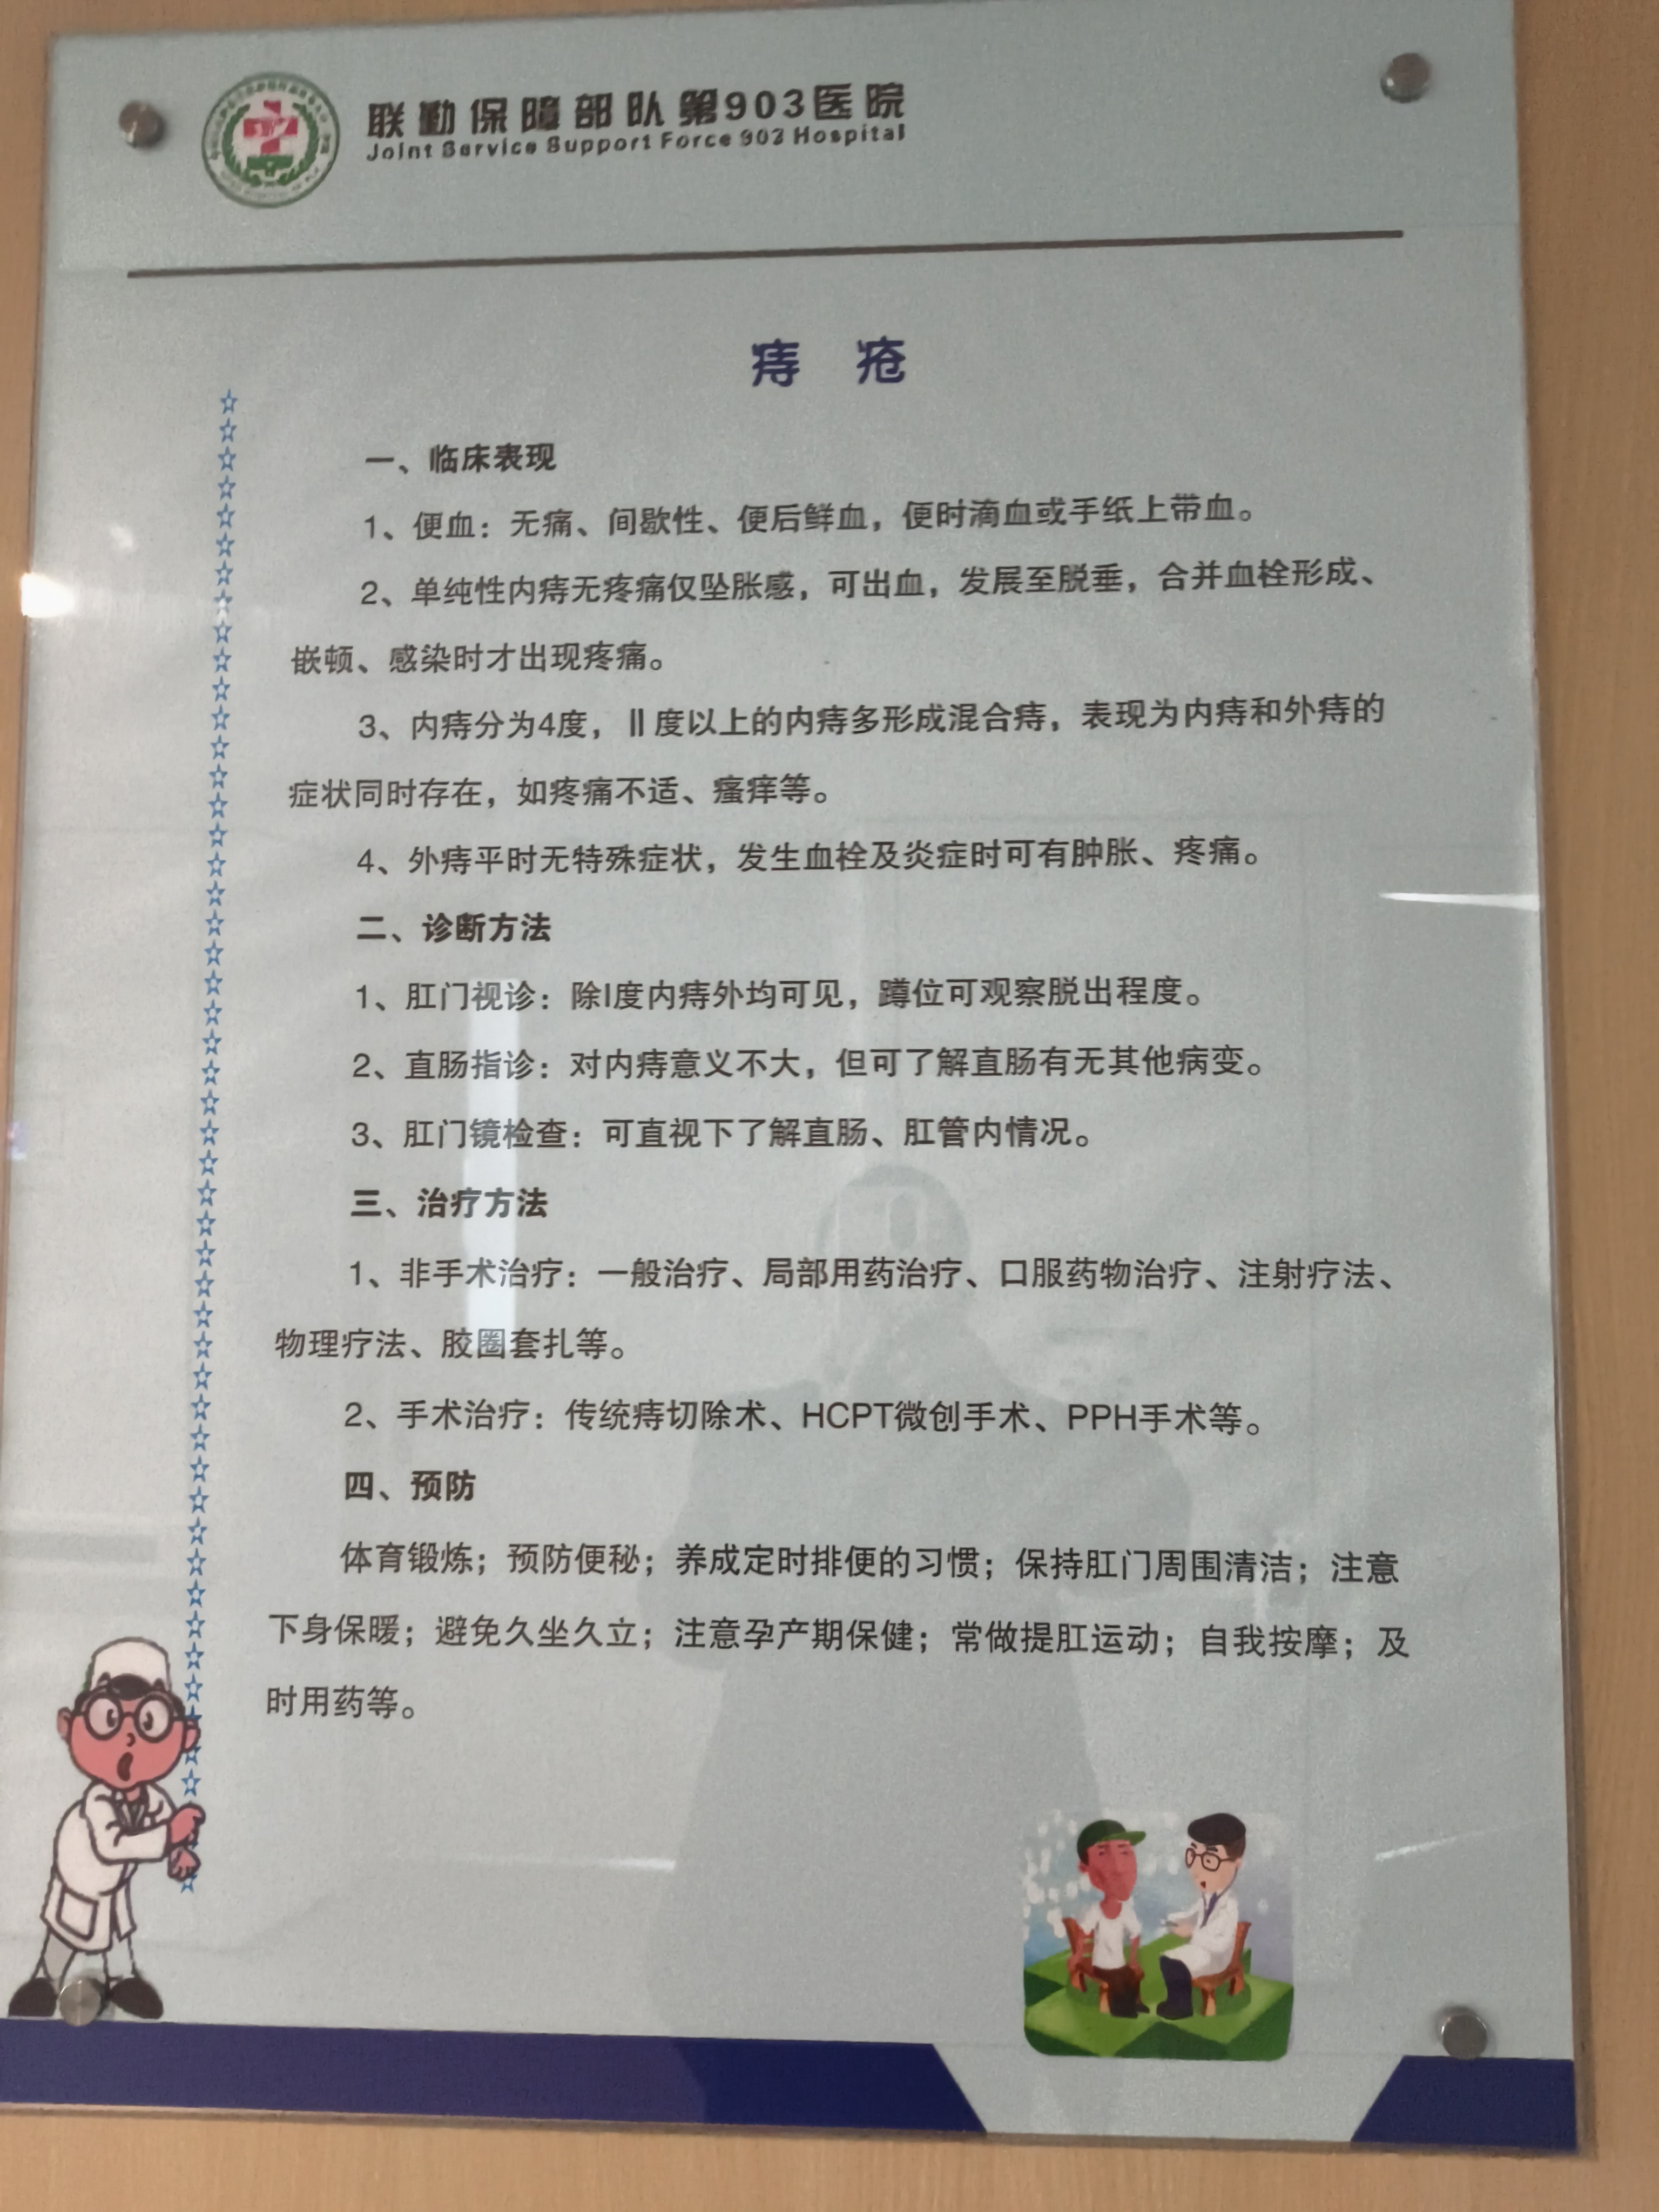 联勤保障部队第903医院
Joint Service Support Force 903 Hospital
痔 疮
一、临床表现
1、便血：无痛、间歇性、便后鲜血，便时滴血或手纸上带血。
2、单纯性内痔无疼痛仅坠胀感，可出血，发展至脱垂，合并血栓形成、
嵌顿、感染时才出现疼痛。
3、内痔分为4度，Ⅱ度以上的内痔多形成混合痔，表现为内痔和外痔的
症状同时存在，如疼痛不适、瘙痒等。
4、外痔平时无特殊症状，发生血栓及炎症时可有肿胀、疼痛。
二、诊断方法
1、肛门视诊：除Ⅰ度内痔外均可见，蹲位可观察脱出程度。
2、直肠指诊：对内痔意义不大，但可了解直肠有无其他病变。
3、肛门镜检查：可直视下了解直肠、肛管内情况。
三、治疗方法
1、非手术治疗：一般治疗、局部用药治疗、口服药物治疗、注射疗法、
物理疗法、胶圈套扎等。
2、手术治疗：传统痔切除术、HCPT微创手术、PPH手术等。
四、预防
体育锻炼；预防便秘；养成定时排便的习惯；保持肛门周围清洁；注意
下身保暖；避免久坐久立；注意孕产期保健；常做提肛运动；自我按摩；及
时用药等。